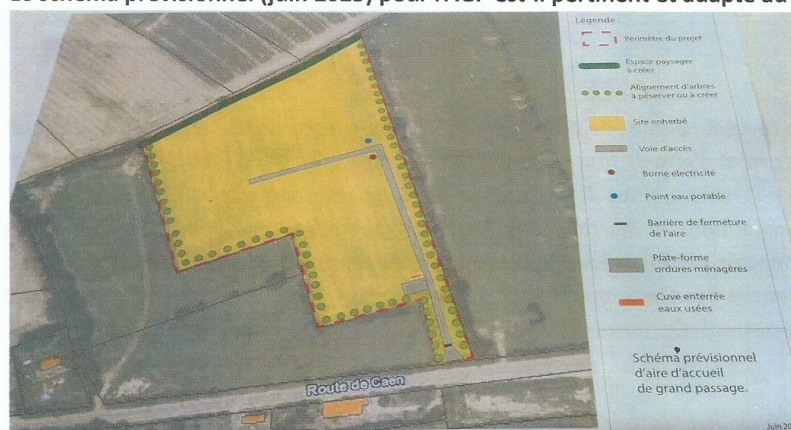 Le schéma prévisionnel (juin 2023) pour
est-il pertinent et adapté au
Légende :
Périmètre du projet
Espace paysager
à créer
Alignement d'arbres
à péserver ou à créer
Site enherbé
Voie d'accès
Borne électricité
Point eau potable
Barrière de fermeture
de l'aire
Plate-forme
ordures ménagères
Cuve enterrée
eaux usées
Schéma prévisionnel
d'aire d'accueil
de grand passage.
Route de Caen